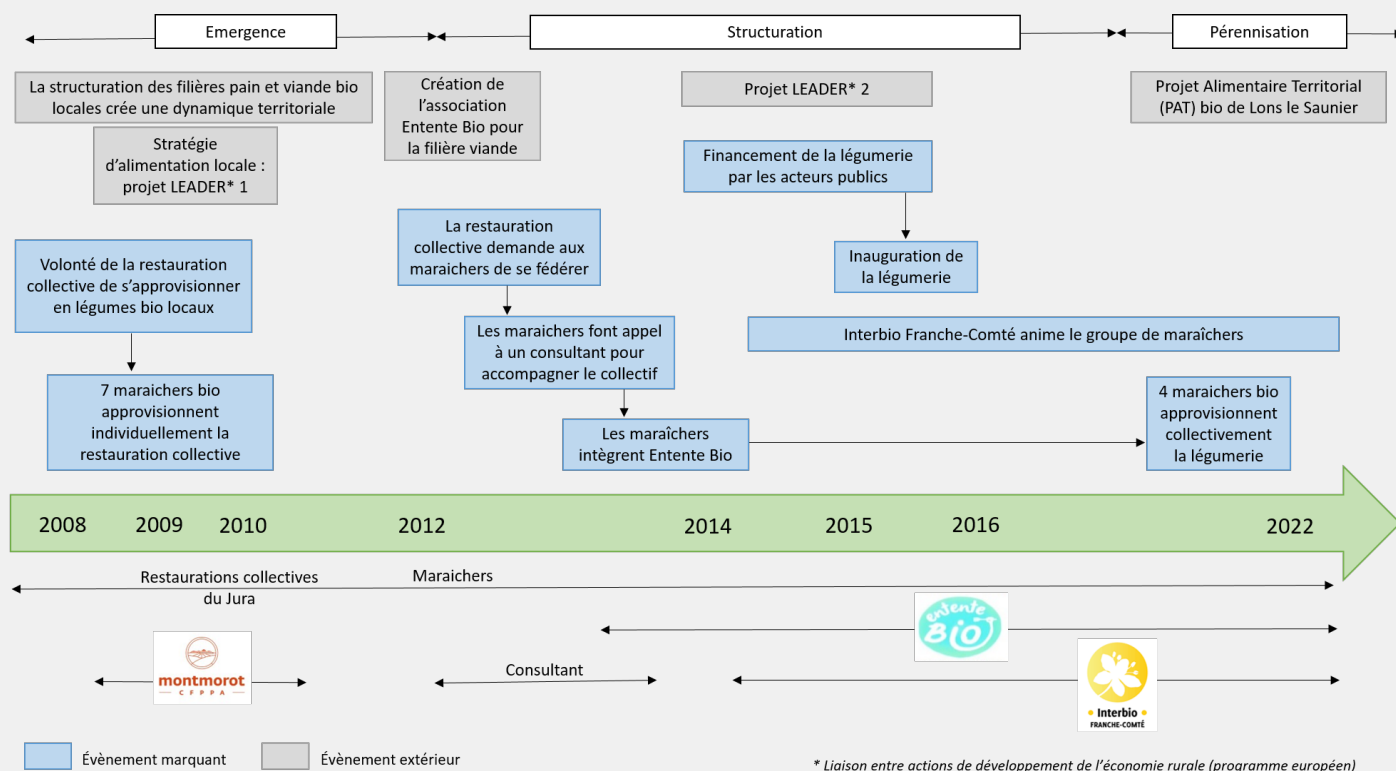 Emergence
Structuration
Pérennisation
La structuration des filières pain et viande bio
locales crée une dynamique territoriale
Création de
l’association
Entente Bio pour
la filière viande
Projet LEADER* 2
Projet Alimentaire Territorial
(PAT) bio de Lons le Saunier
Stratégie
d’alimentation locale :
projet LEADER* 1
Financement de la légumerie
par les acteurs publics
La restauration
collective demande aux
maraichers de se fédérer
Inauguration de
la légumerie
Volonté de la restauration
collective de s’approvisionner
en légumes bio locaux
Les maraichers font appel
à un consultant pour
accompagner le collectif
Interbio Franche-Comté anime le groupe de maraîchers
7 maraichers bio
approvisionnent
individuellement la
restauration collective
Les maraîchers
intègrent Entente Bio
4 maraichers bio
approvisionnent
collectivement
la légumerie
2008
2009
2010
2012
2014
2015
2016
2022
Restaurations collectives
du Jura
Maraichers
entente
BiO
montmorot
CFPPA
Consultant
Interbio
FRANCHE-COMTÉ
Évènement marquant
Évènement extérieur
* Liaison entre actions de développement de l’économie rurale (programme européen)